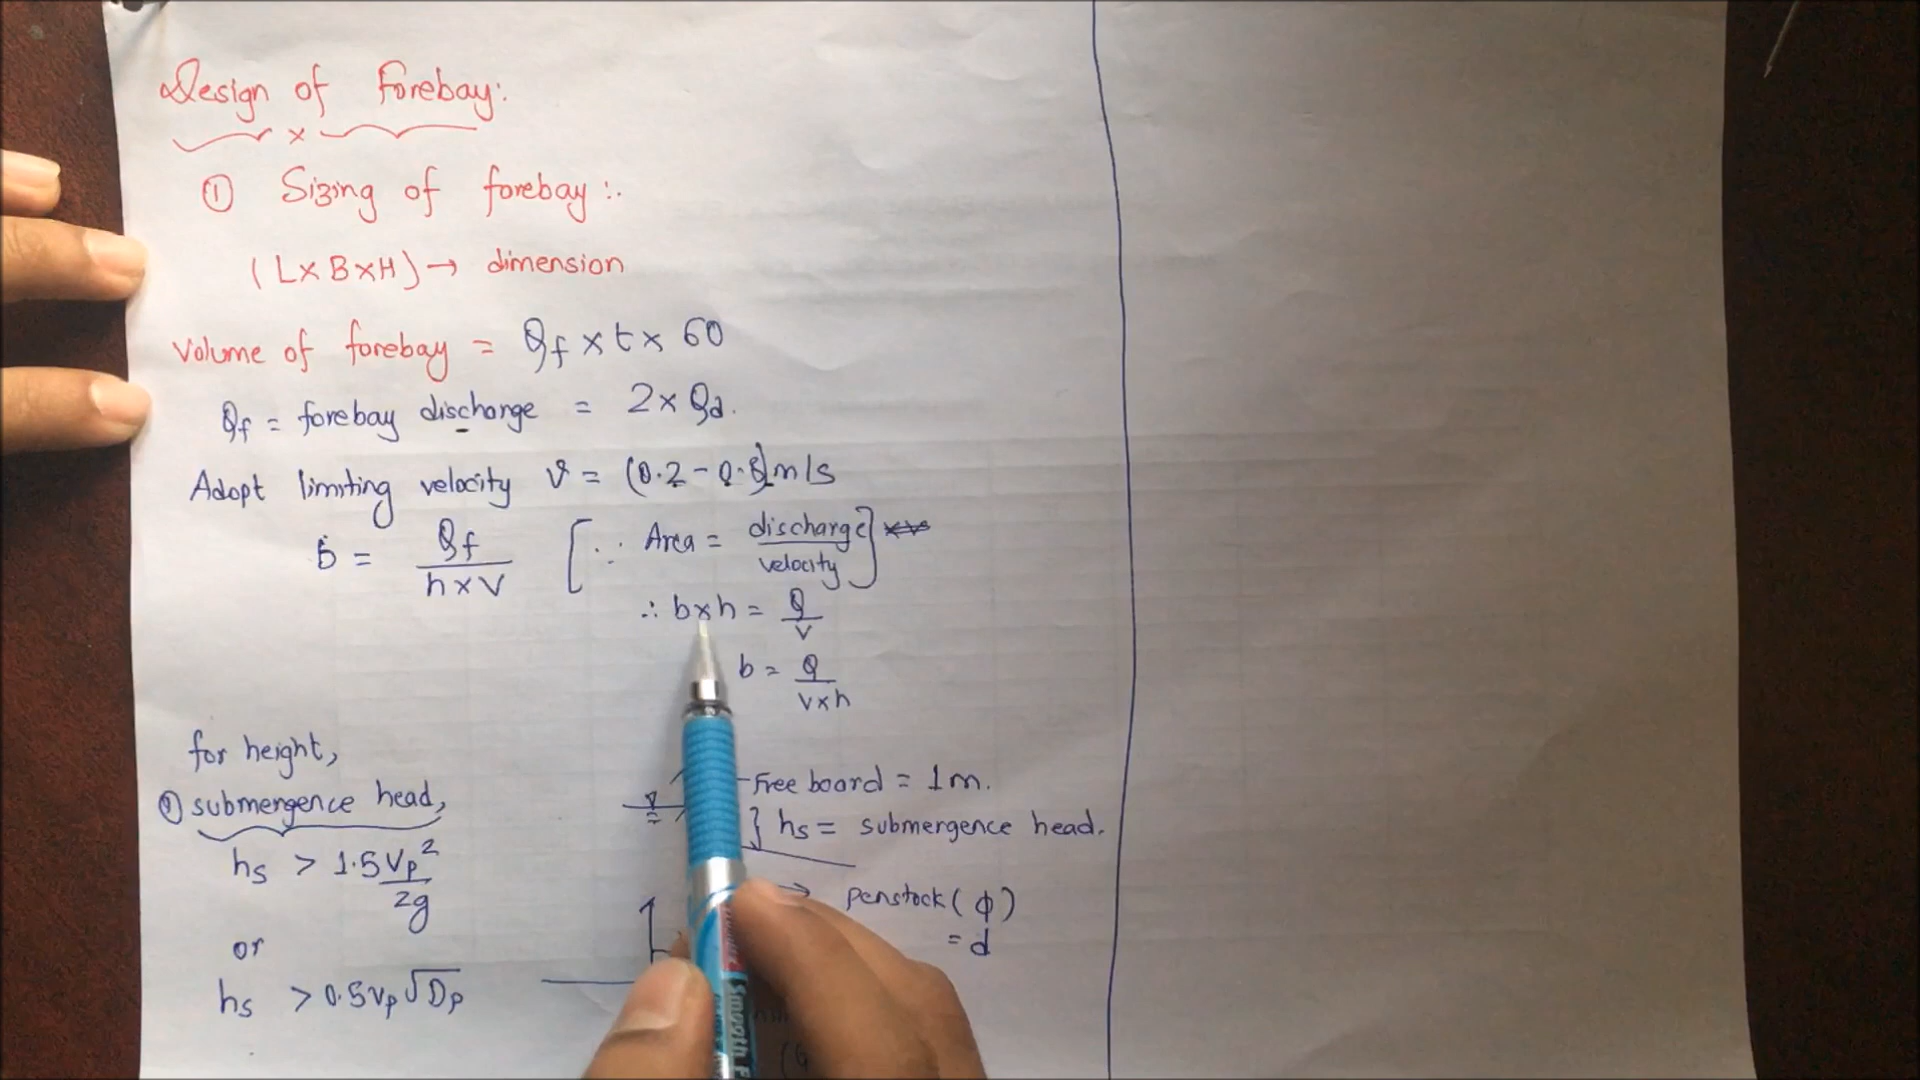 Design of Forebay:
① Sizing of forebay :.
(L×B×H) → dimension
Volume of forebay = Qf × t × 60
Qf = forebay discharge = 2 × Qd.
Adopt limiting velocity V = (0.2 - 0.8) m/s
b = Qf / h×v [∵ Area = discharge / velocity]
∴ b×h = Q / v
b = Q / v×h
for height,
submergence head,
Free board = 1m.
} hs = submergence head.
hs > 1.5 Vp² / 2g
→ penstock (φ)
= d
or
hs > 0.5 Vp √Dp
Smooth